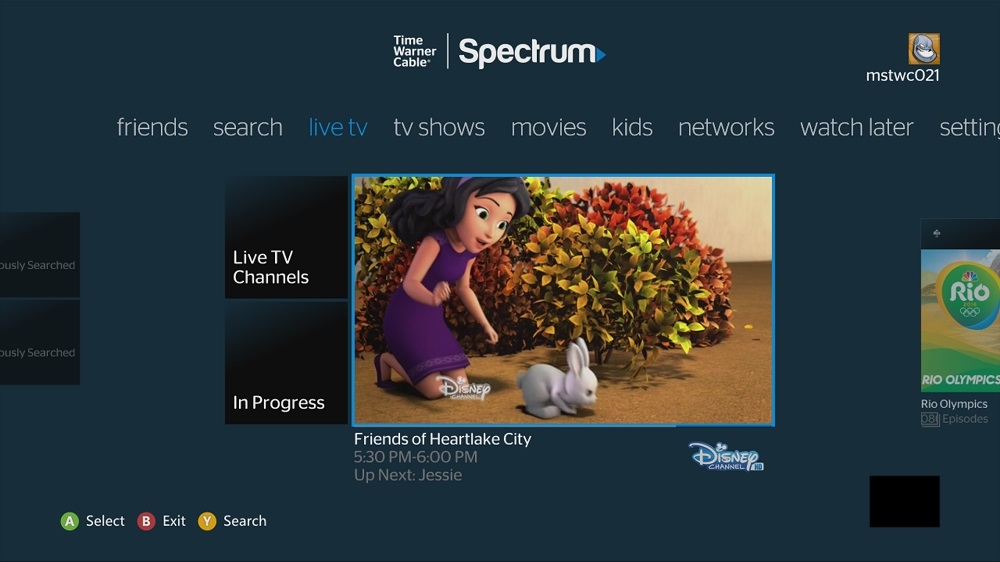 Time
Warner
Cable
Spectrum
mstwc021
friends search live tv tv shows movies kids networks watch later setting
ously Searched
ously Searched
Live TV
Channels
In Progress
Disney
CHANNEL
Friends of Heartlake City
5:30 PM-6:00 PM
Up Next: Jessie
Disney
CHANNEL HD
Rio
RIO OLYMPICS
Rio Olympics
Episodes
A Select B Exit Y Search